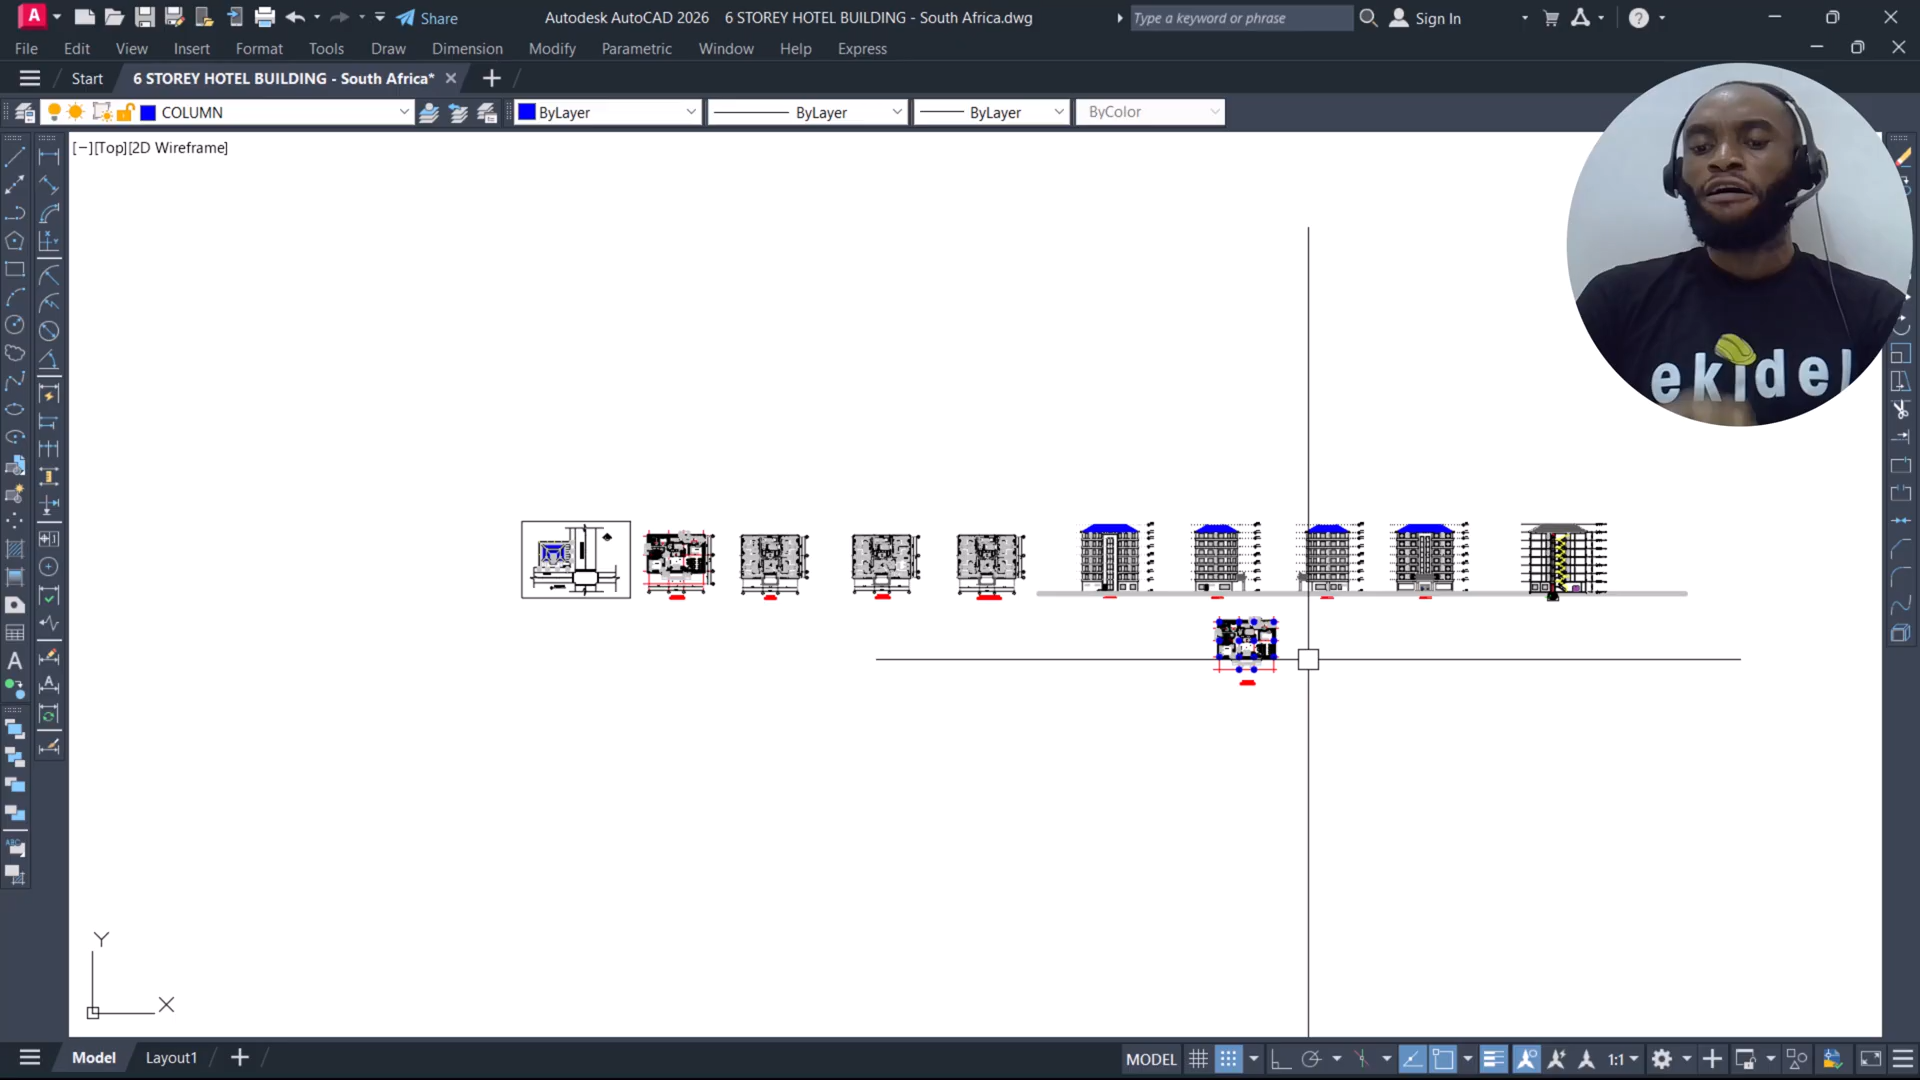 Share
Autodesk AutoCAD 2026 6 STOREY HOTEL BUILDING - South Africa.dwg
Type a keyword or phrase
Sign In
File Edit View Insert Format Tools Draw Dimension Modify Parametric Window Help Express
Start
6 STOREY HOTEL BUILDING - South Africa*
COLUMN
ByLayer
ByLayer
ByLayer
ByColor
[−][Top][2D Wireframe]
ekidel
Y
X
Model
Layout1
MODEL
1:1